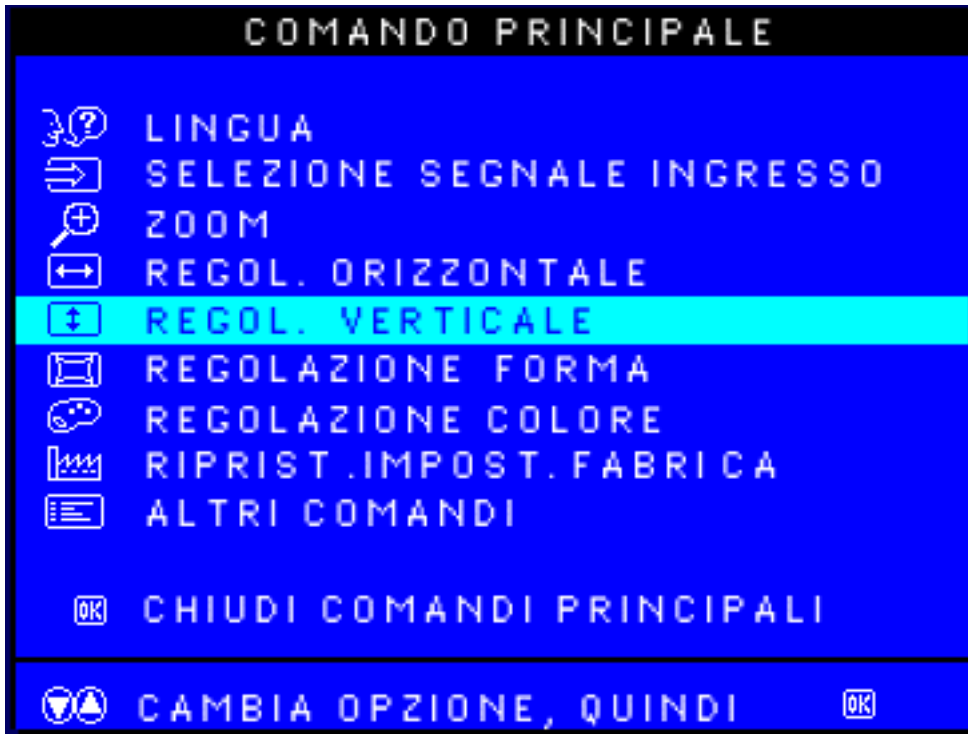 COMANDO PRINCIPALE
LINGUA
SELEZIONE SEGNALE INGRESSO
ZOOM
REGOL. ORIZZONTALE
REGOL. VERTICALE
REGOLAZIONE FORMA
REGOLAZIONE COLORE
RIPRIST.IMPOST.FABRICA
ALTRI COMANDI
OK CHIUDI COMANDI PRINCIPALI
CAMBIA OPZIONE, QUINDI OK